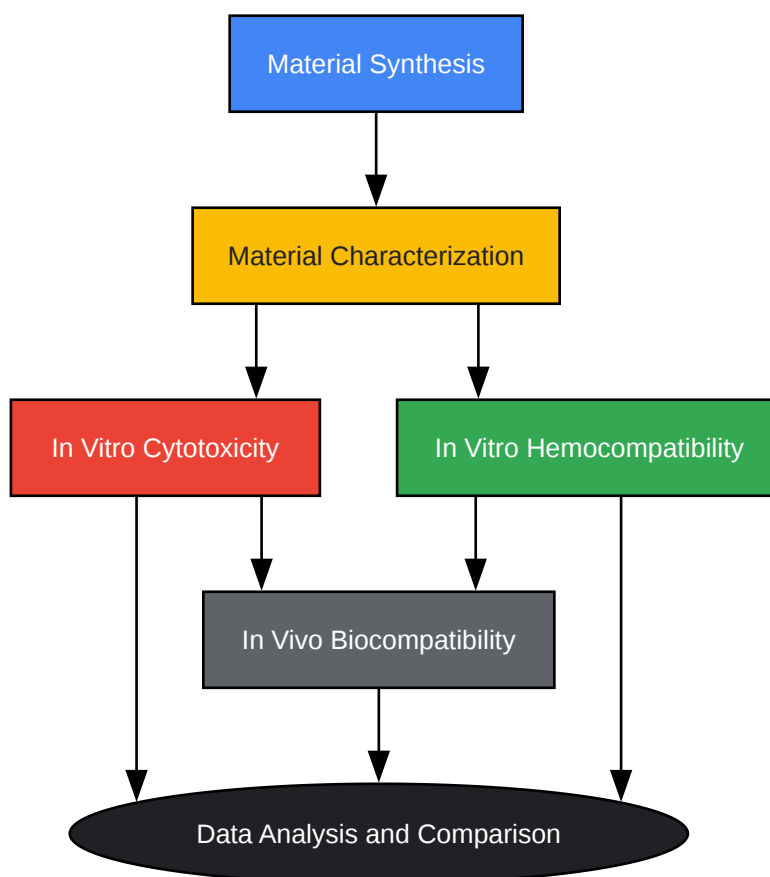 Material Synthesis
Material Characterization
In Vitro Cytotoxicity
In Vitro Hemocompatibility
In Vivo Biocompatibility
Data Analysis and Comparison